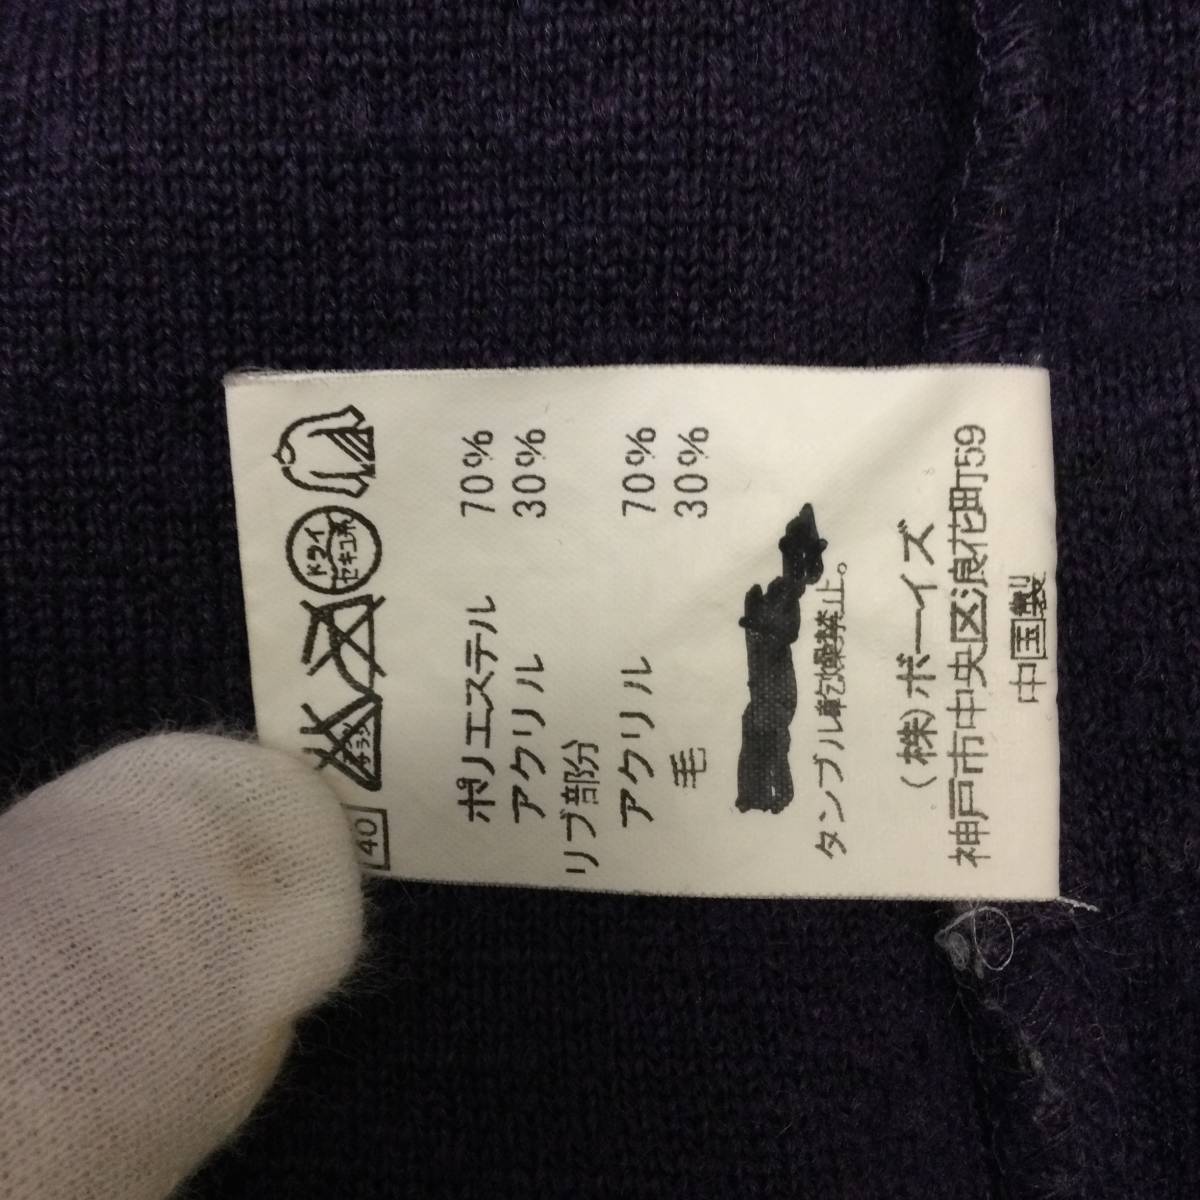 40
ドライ
セキユ系
ポリエステル 70%
アクリル 30%
リブ部分
アクリル 70%
毛 30%
タンブル乾燥禁止。
(株)ボーイズ
神戸市中央区浪花町59
中国製